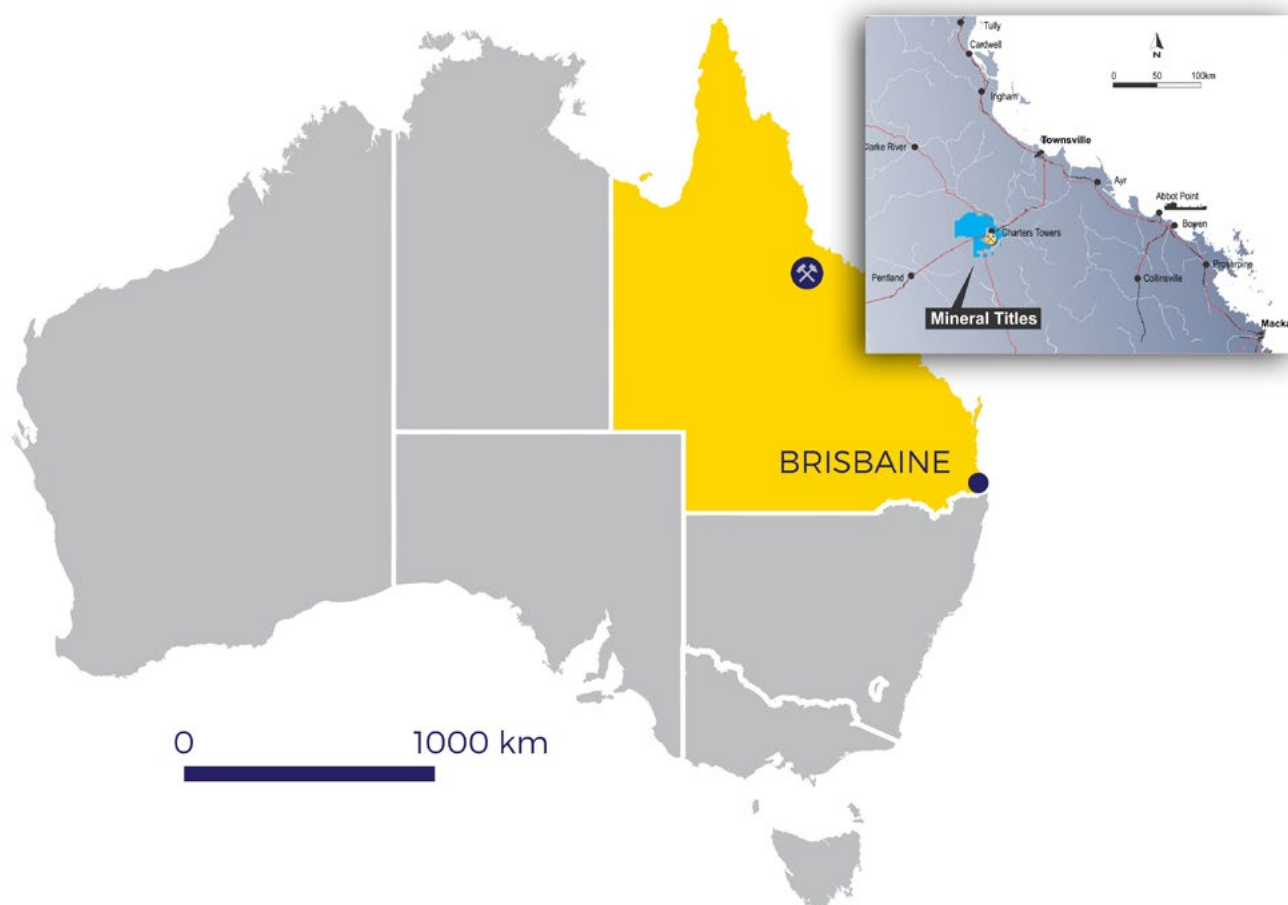 Tully
Cardwell
N
0 50 100km
Ingham
Townsville
Clarke River
Ayr
Abbot Point
Bowen
Charters Towers
Pentland
Collinsville
Proserpine
Mineral Titles
Macka
BRISBAINE
0 1000 km